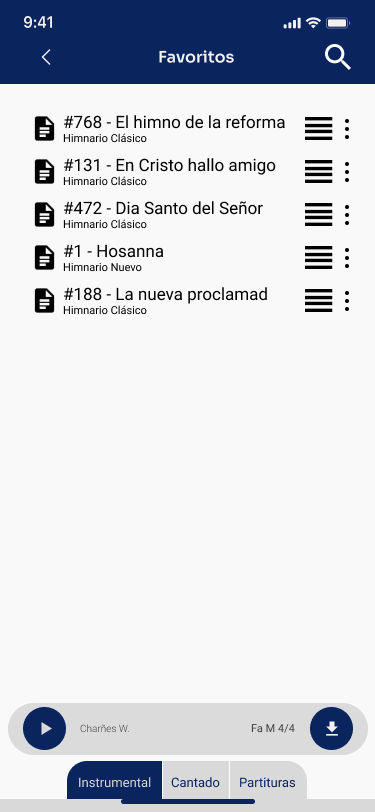 9:41
Favoritos
#768 - El himno de la reforma
Himnario Clásico
#131 - En Cristo hallo amigo
Himnario Clásico
#472 - Dia Santo del Señor
Himnario Clásico
#1 - Hosanna
Himnario Nuevo
#188 - La nueva proclamad
Himnario Clásico
Charñes W.
Fa M 4/4
Instrumental
Cantado
Partituras